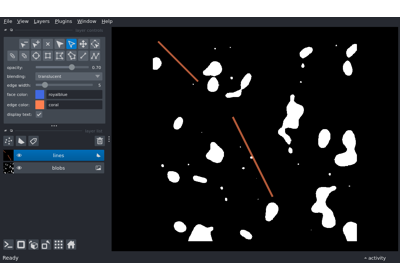 File View Layers Plugins Window Help
opacity: 0.70
blending: translucent
edge width: 5
face color: royalblue
edge color: coral
display text:
lines
blobs
Ready
activity